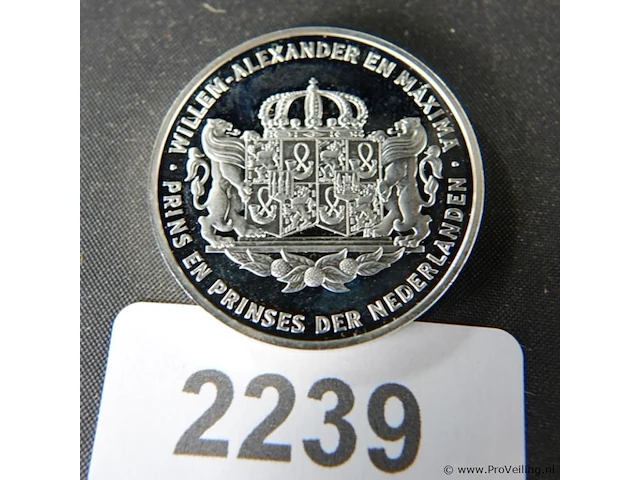 WILLEM-ALEXANDER EN MÁXIMA
· PRINS EN PRINSES DER NEDERLANDEN ·
2239
© www.ProVeiling.nl